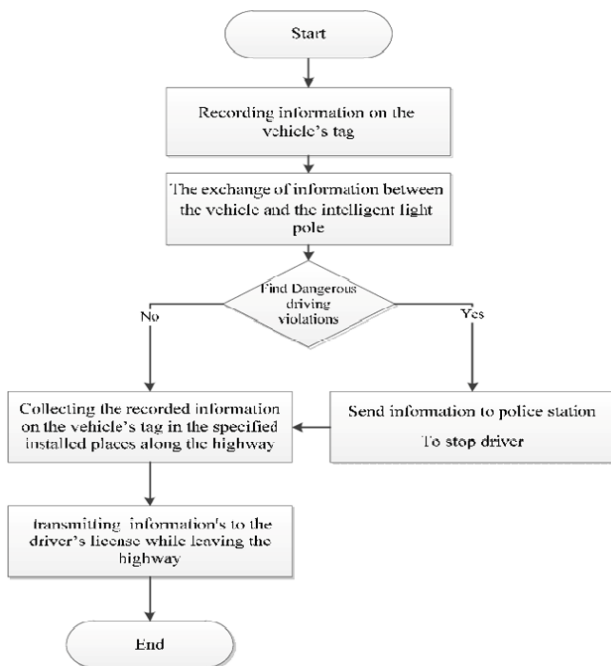 Start
Recording information on the
vehicle's tag
The exchange of information between
the vehicle and the intelligent light
pole
Find Dangerous
driving
violations
No
Yes
Collecting the recorded information
on the vehicle's tag in the specified
installed places along the highway
Send information to police station
To stop driver
transmitting information's to the
driver's license while leaving the
highway
End